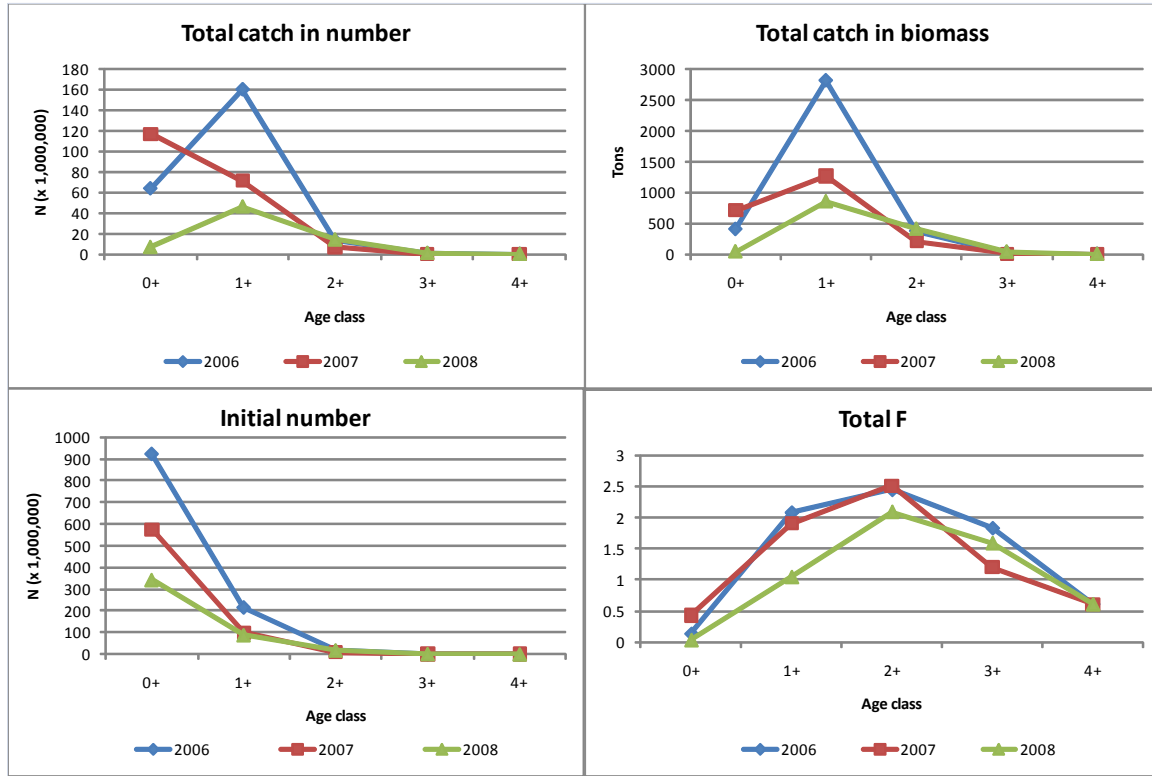 Total catch in number
N (x 1,000,000)
180
160
140
120
100
80
60
40
20
0
0+ 1+ 2+ 3+ 4+
Age class
2006 2007 2008
Total catch in biomass
Tons
3000
2500
2000
1500
1000
500
0
0+ 1+ 2+ 3+ 4+
Age class
2006 2007 2008
Initial number
N (x 1,000,000)
1000
900
800
700
600
500
400
300
200
100
0
0+ 1+ 2+ 3+ 4+
Age class
2006 2007 2008
Total F
3
2.5
2
1.5
1
0.5
0
0+ 1+ 2+ 3+ 4+
Age class
2006 2007 2008